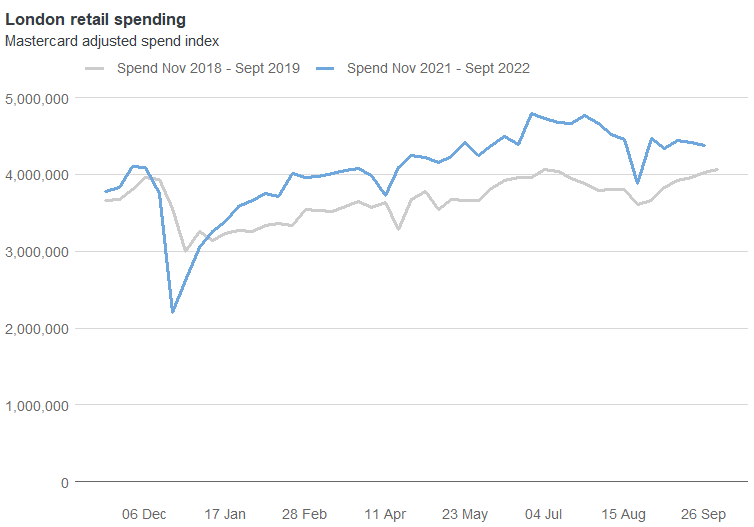 London retail spending
Mastercard adjusted spend index
Spend Nov 2018 - Sept 2019 Spend Nov 2021 - Sept 2022
5,000,000
4,000,000
3,000,000
2,000,000
1,000,000
0
06 Dec 17 Jan 28 Feb 11 Apr 23 May 04 Jul 15 Aug 26 Sep